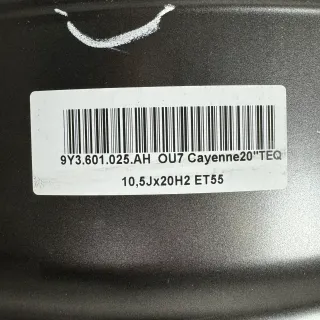 9Y3.601.025.AH OU7 Cayenne20"TEQ
10,5Jx20H2 ET55